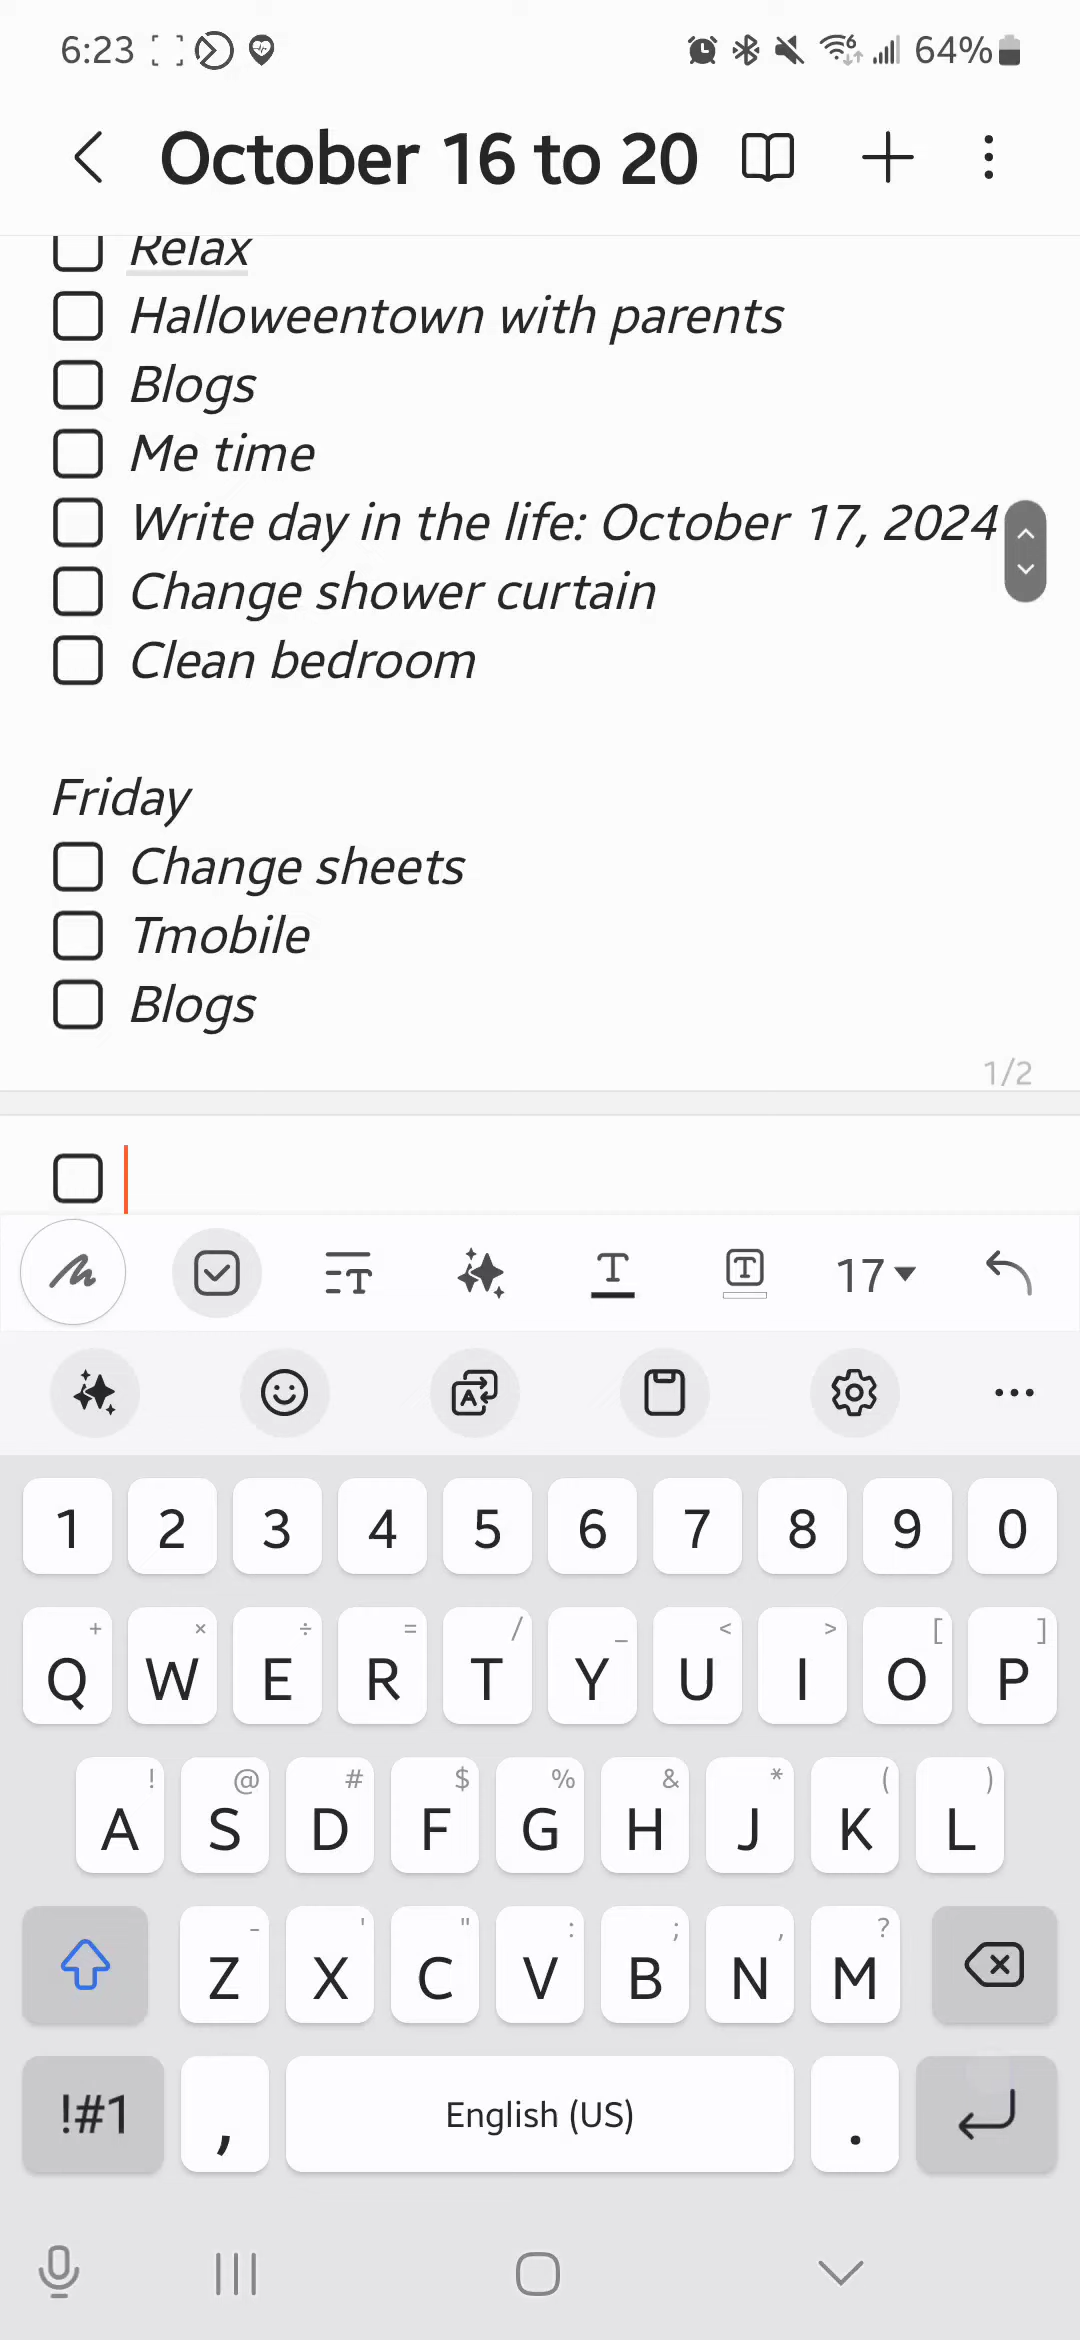 6:23 6 64%
October 16 to 20
Relax
Halloweentown with parents
Blogs
Me time
Write day in the life: October 17, 2024
Change shower curtain
Clean bedroom
Friday
Change sheets
Tmobile
Blogs
1/2
T T T 17
A
1 2 3 4 5 6 7 8 9 0
+ × ÷ = / _ < > [ ]
Q W E R T Y U I O P
! @ # $ % & * ( )
A S D F G H J K L
- ' " : ; , ?
Z X C V B N M
!#1 , English (US) .